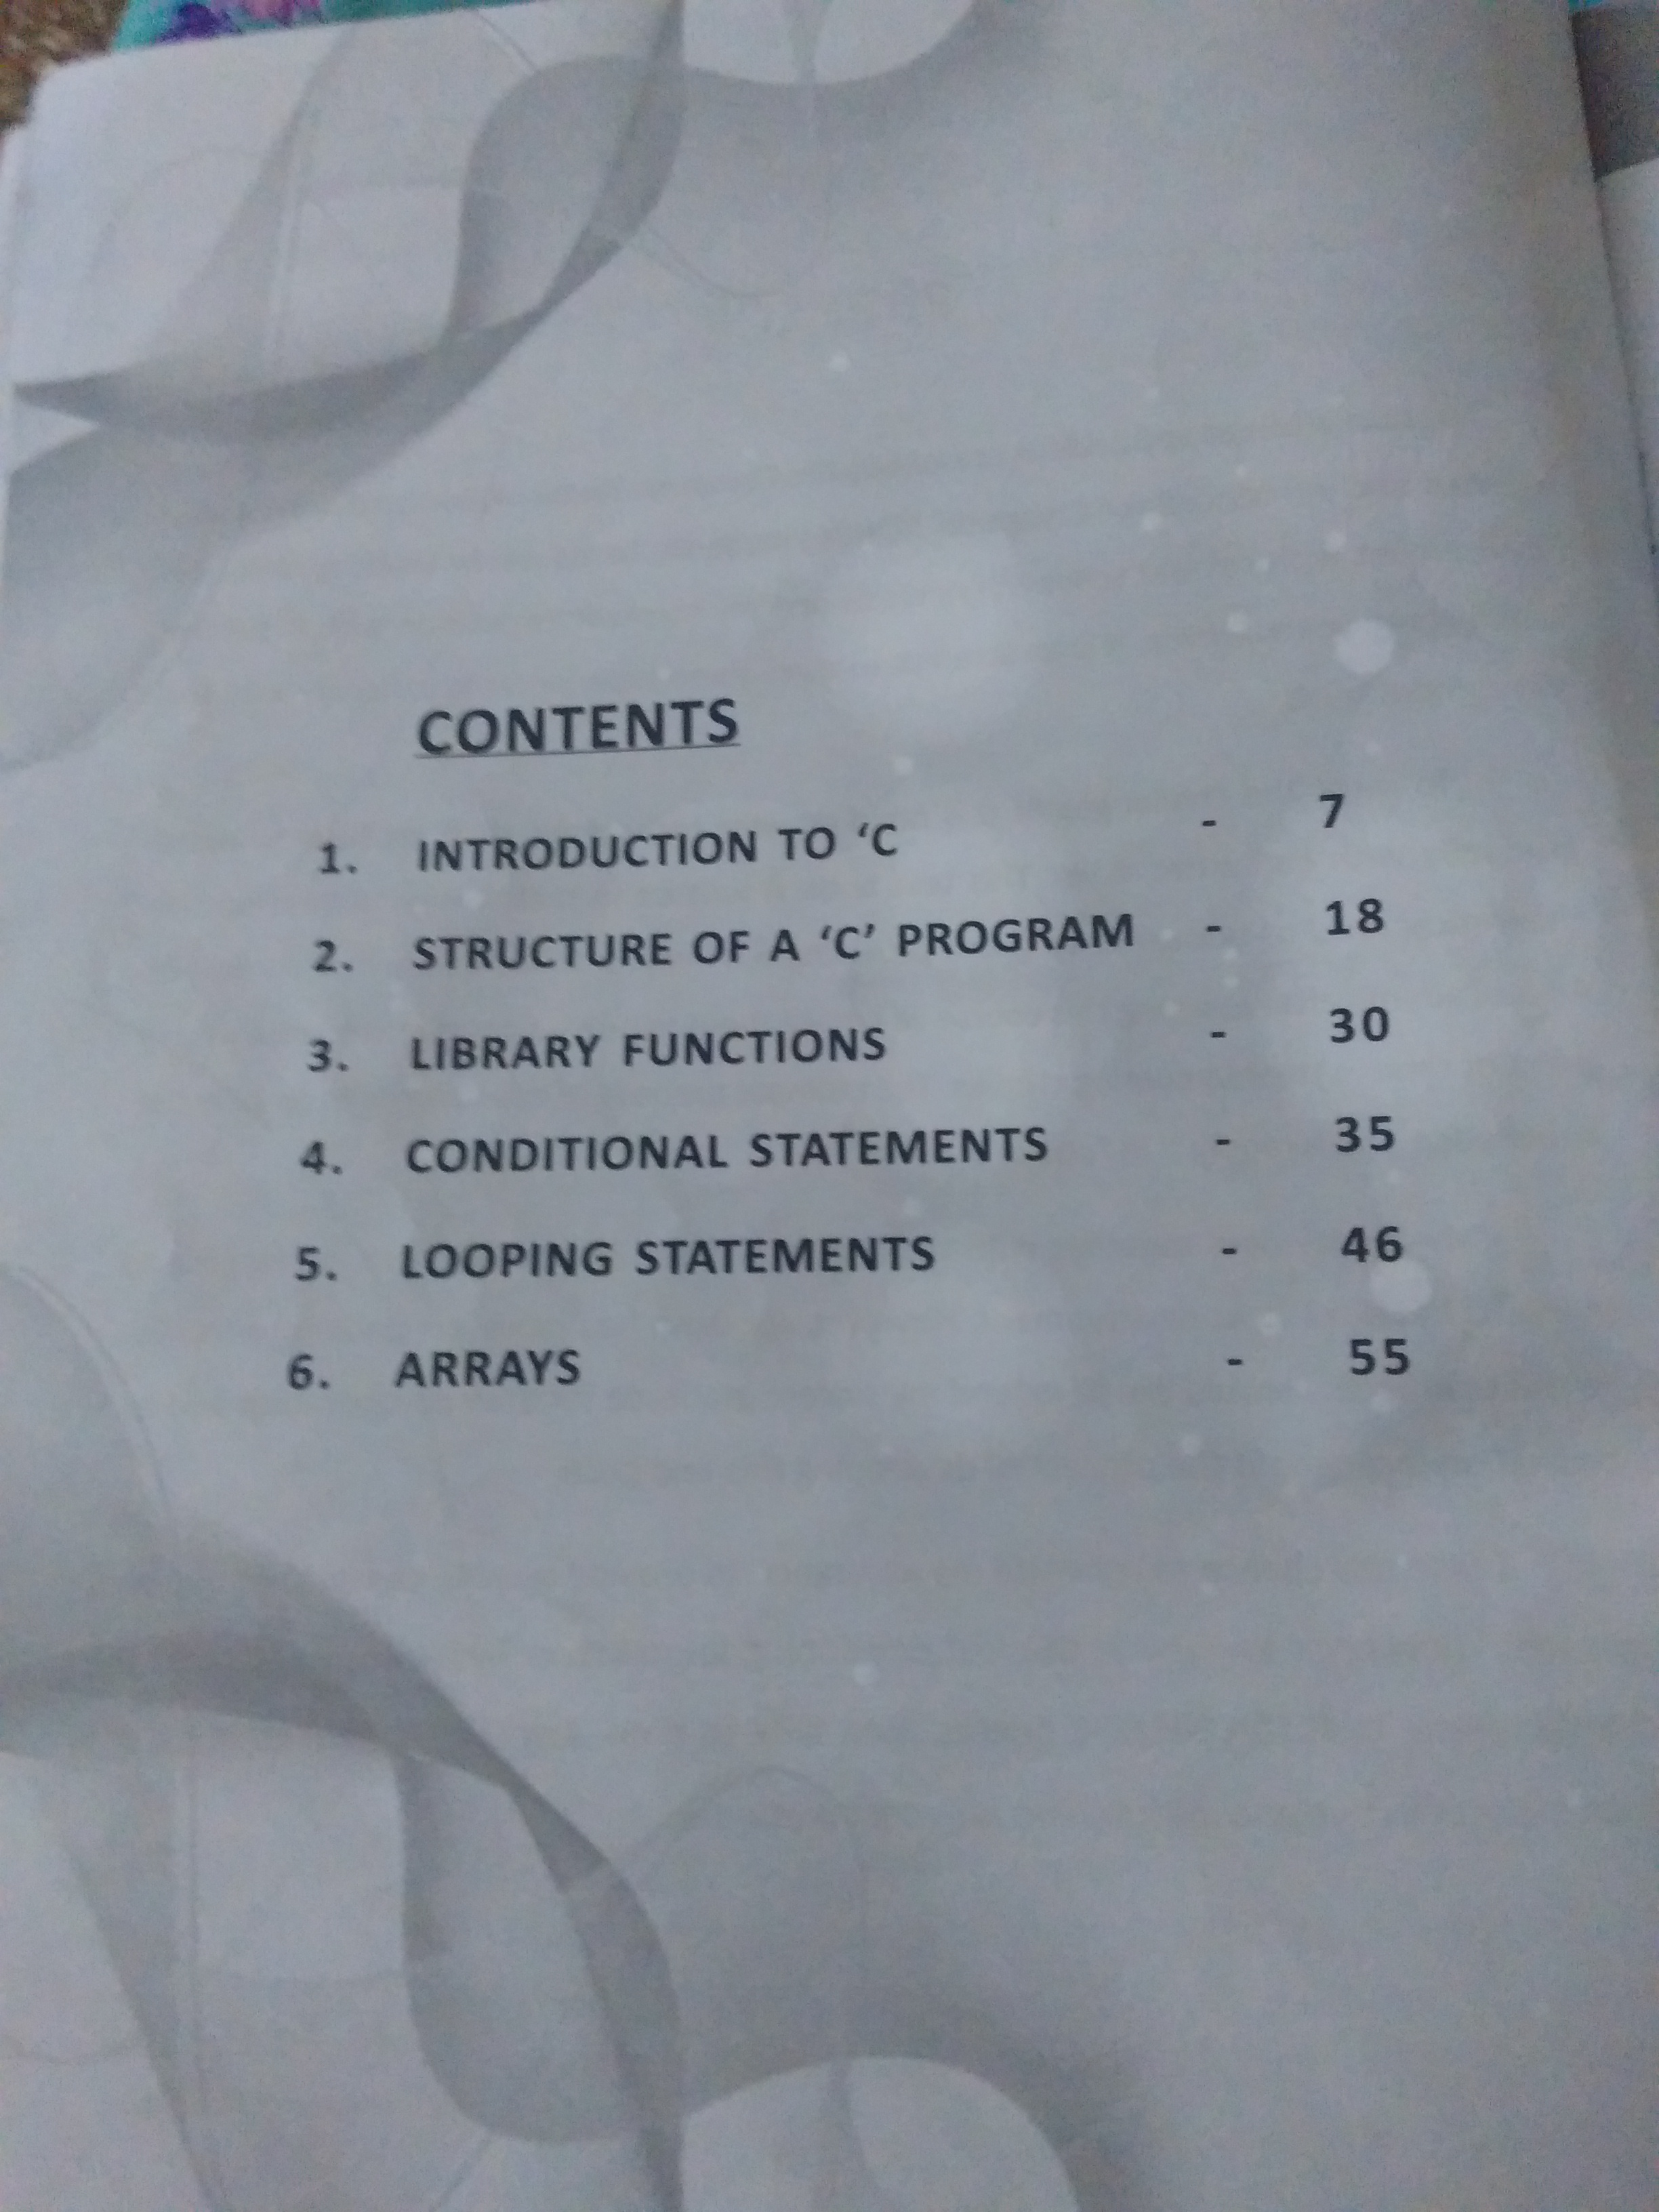 CONTENTS
1. INTRODUCTION TO ‘C - 7
2. STRUCTURE OF A ‘C’ PROGRAM - 18
3. LIBRARY FUNCTIONS - 30
4. CONDITIONAL STATEMENTS - 35
5. LOOPING STATEMENTS - 46
6. ARRAYS - 55